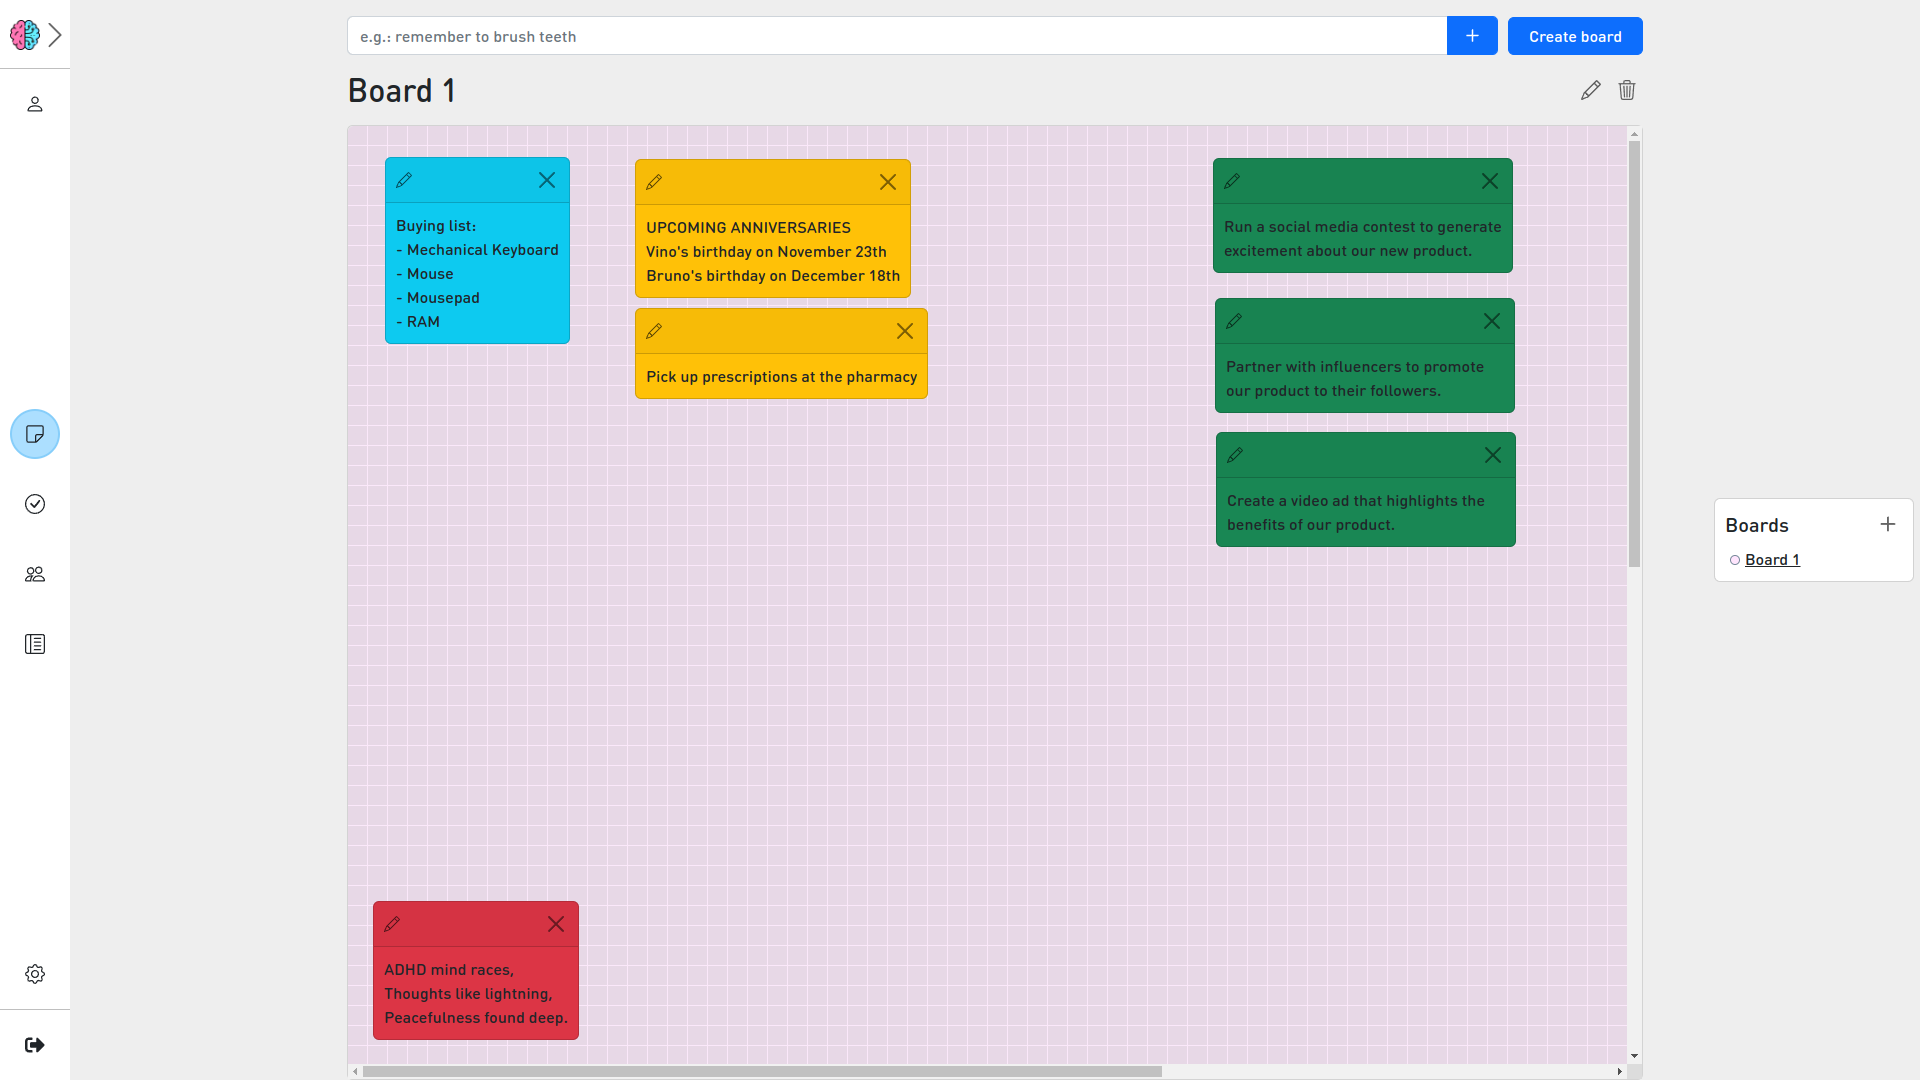 e.g.: remember to brush teeth
Create board
Board 1
Buying list:
- Mechanical Keyboard
- Mouse
- Mousepad
- RAM
UPCOMING ANNIVERSARIES
Vino's birthday on November 23th
Bruno's birthday on December 18th
Pick up prescriptions at the pharmacy
Run a social media contest to generate
excitement about our new product.
Partner with influencers to promote
our product to their followers.
Create a video ad that highlights the
benefits of our product.
ADHD mind races,
Thoughts like lightning,
Peacefulness found deep.
Boards
Board 1